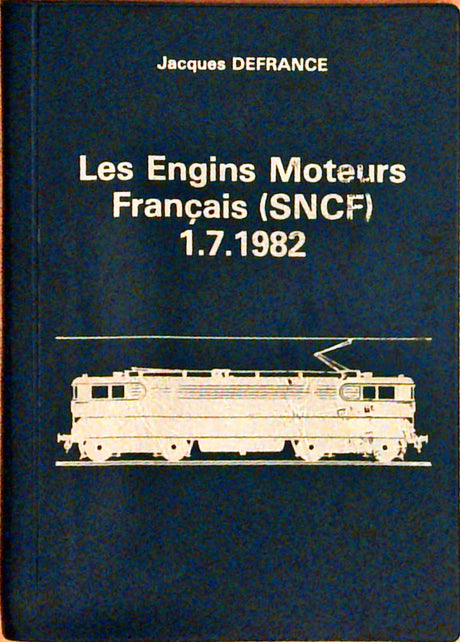 Jacques DEFRANCE
Les Engins Moteurs
Français (SNCF)
1.7.1982